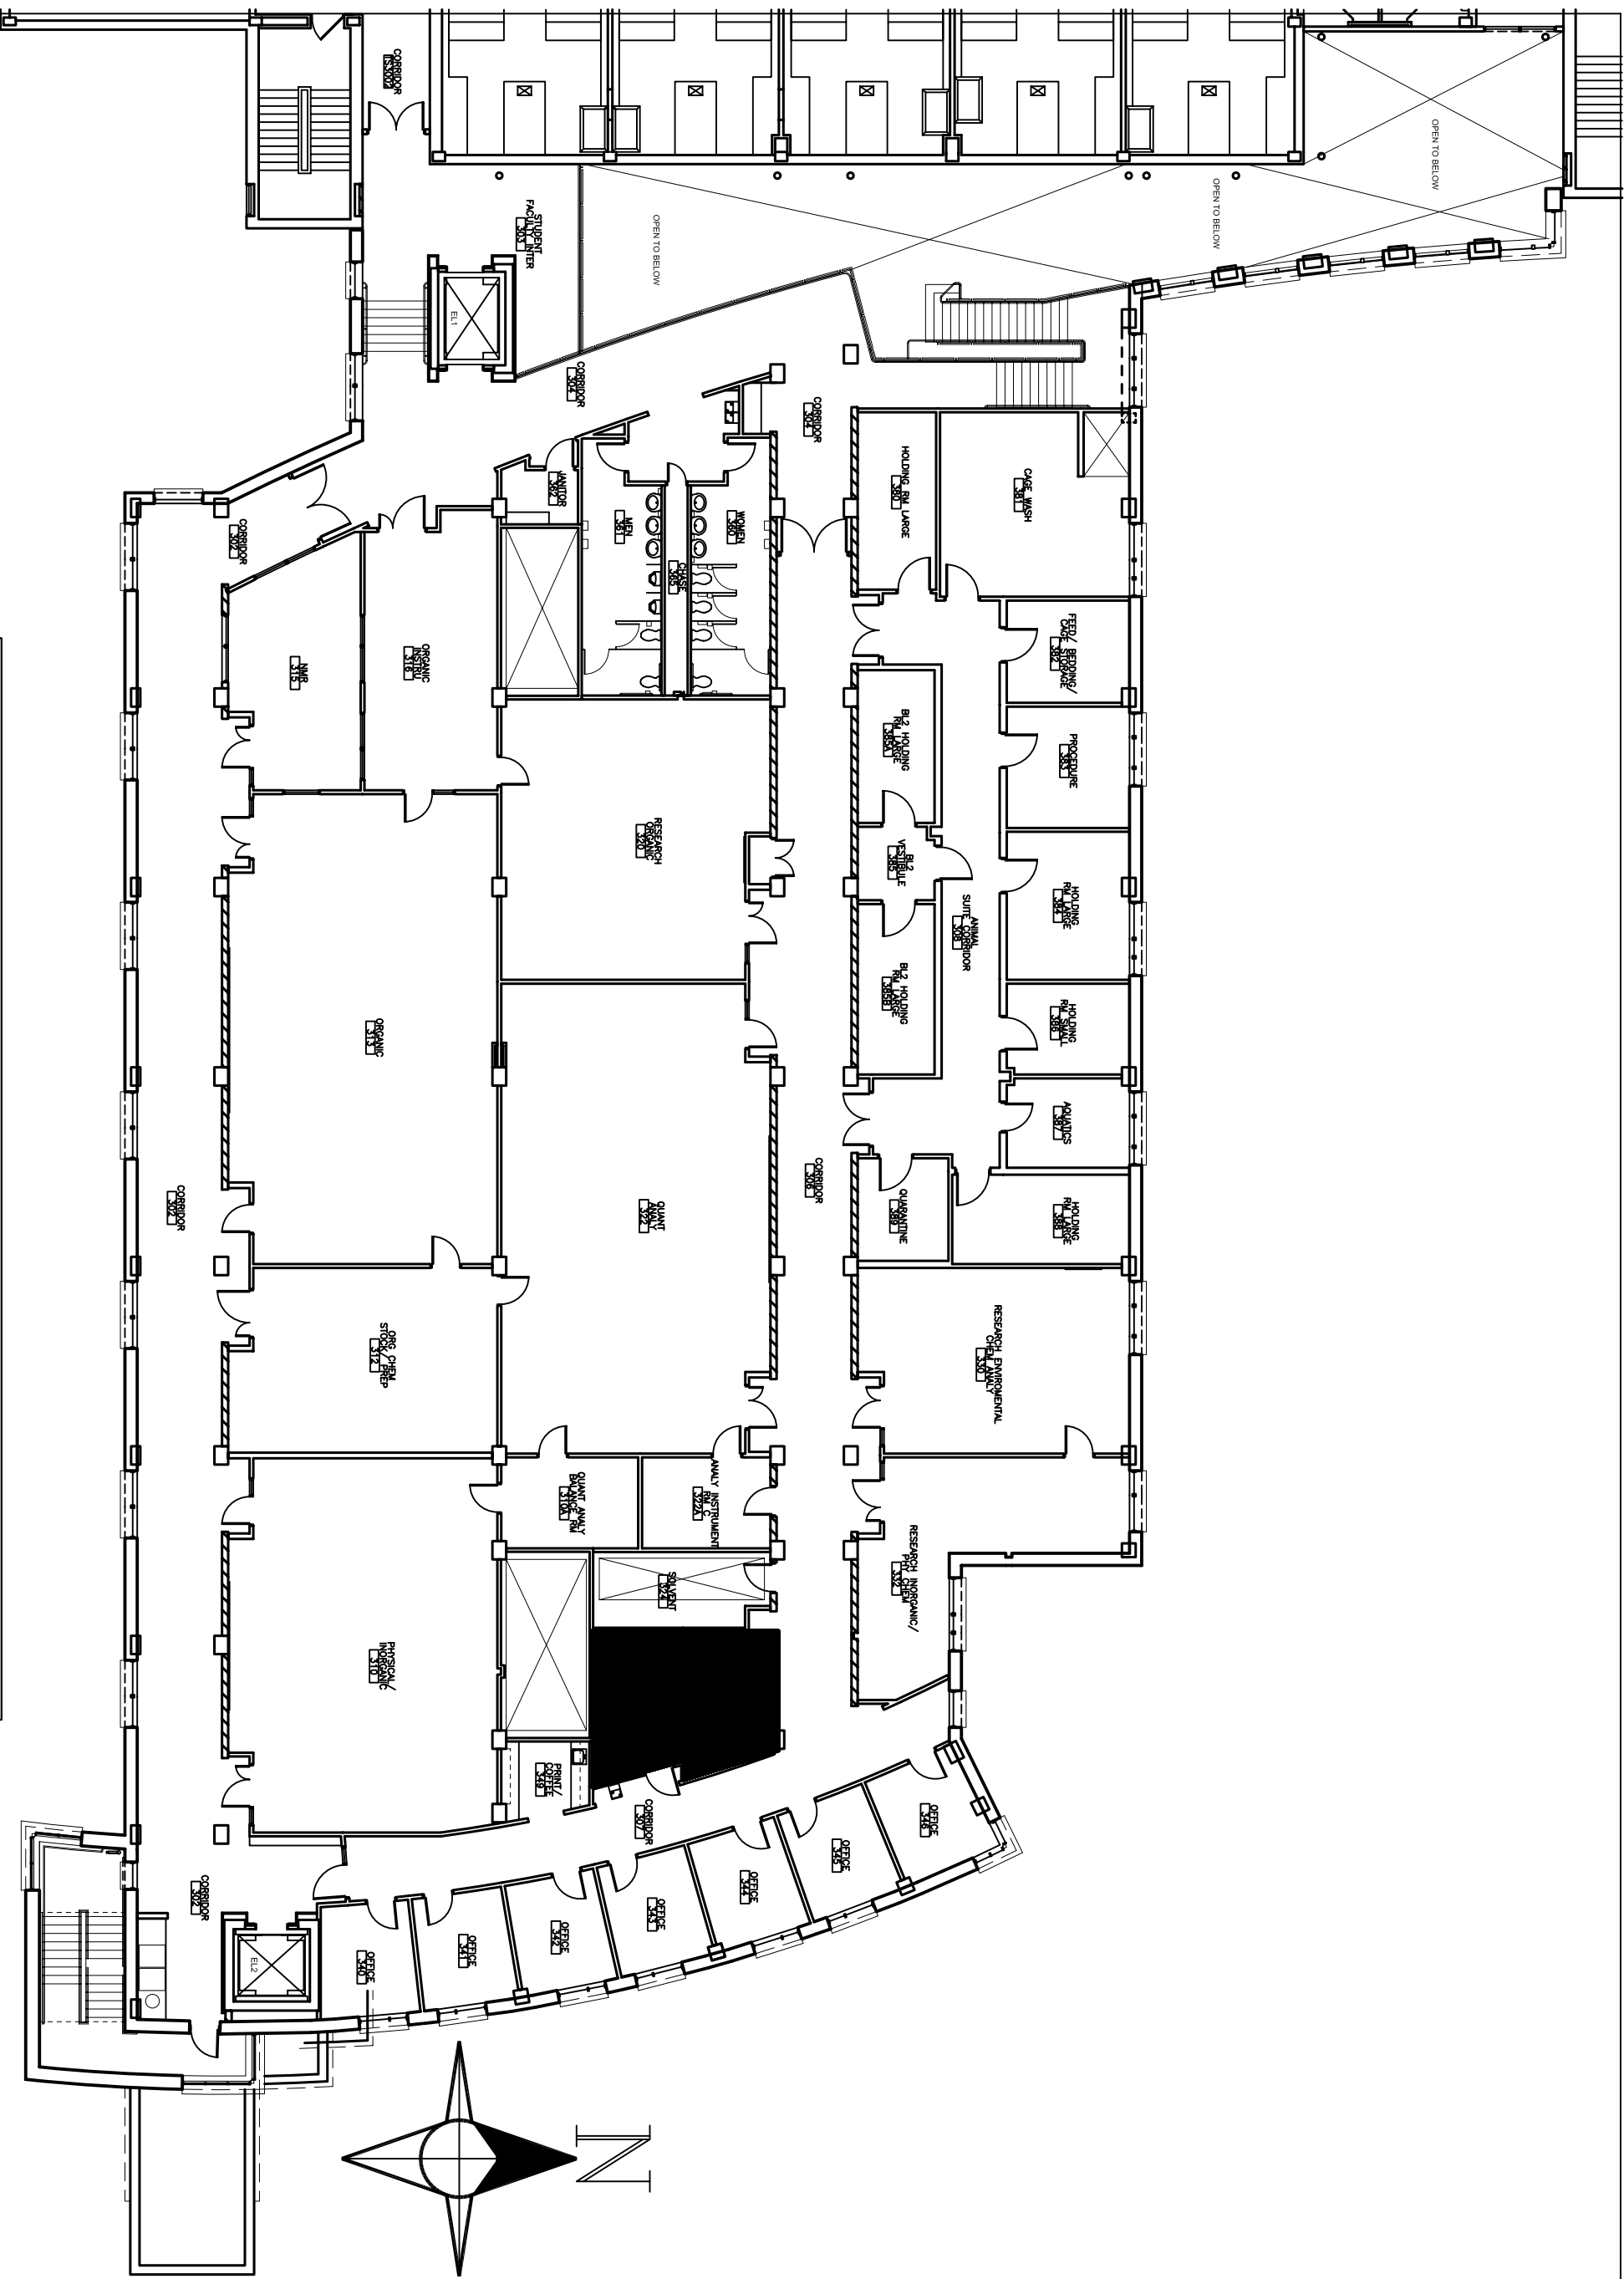 CORRIDOR
TS3002
STUDENT
FACULTY INTER
303
EL1
OPEN TO BELOW
OPEN TO BELOW
OPEN TO BELOW
CORRIDOR
304
CORRIDOR
304
CORRIDOR
302
JANITOR
362
MEN
361
CHASE
365
WOMEN
360
HOLDING RM LARGE
380
CAGE WASH
381
NMR
315
ORGANIC
INSTRU
316
FEED/ BEDDING/
CAGE STORAGE
382
BL2 HOLDING
RM LARGE
385A
PROCEDURE
383
RESEARCH
ORGANIC
320
BL2
VESTIBULE
385
HOLDING
RM LARGE
384
ANIMAL
SUITE CORRIDOR
308
BL2 HOLDING
RM LARGE
385B
HOLDING
RM SMALL
386
ORGANIC
313
AQUATICS
387
CORRIDOR
302
QUANT
ANALY
322
CORRIDOR
306
QUARANTINE
389
HOLDING
RM LARGE
388
ORG CHEM
STOCK/ PREP
312
RESEARCH ENVIROMENTAL
CHEM ANALY
330
QUANT ANALY
BALANCE RM
310A
ANALY INSTRUMENT
RM C
322A
SOLVENT
324
RESEARCH INORGANIC/
PHY CHEM
332
PHYSICAL/
INORGANIC
310
PRINT/
COFFEE
349
CORRIDOR
307
OFFICE
346
OFFICE
345
OFFICE
344
OFFICE
343
OFFICE
342
OFFICE
341
OFFICE
340
CORRIDOR
302
EL2
N